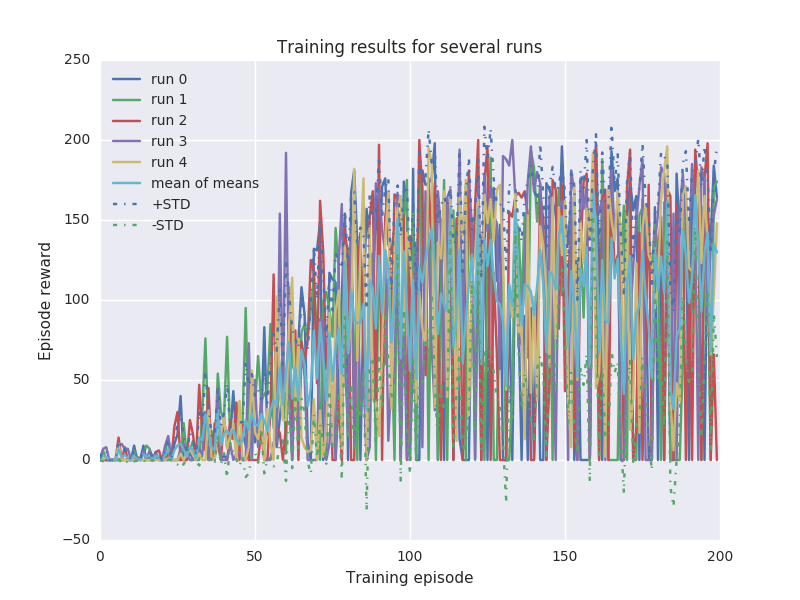 Training results for several runs
250
200
150
100
50
0
−50
Episode reward
run 0
run 1
run 2
run 3
run 4
mean of means
+STD
-STD
0 50 100 150 200
Training episode